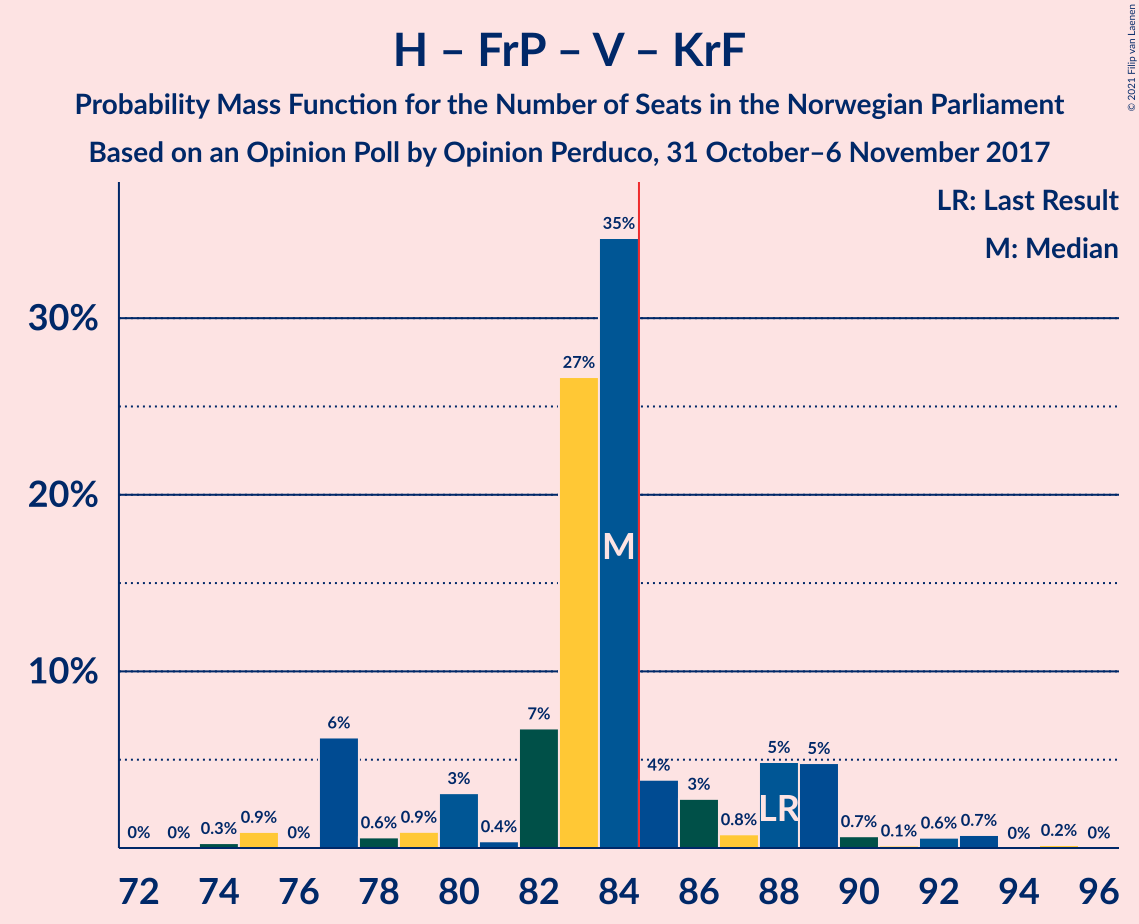 H – FrP – V – KrF
Probability Mass Function for the Number of Seats in the Norwegian Parliament
Based on an Opinion Poll by Opinion Perduco, 31 October–6 November 2017
© 2021 Filip van Laenen
LR: Last Result
M: Median
30%
20%
10%
0% 0% 0.3% 0.9% 0% 6% 0.6% 0.9% 3% 0.4% 7% 27% 35% 4% 3% 0.8% 5% 5% 0.7% 0.1% 0.6% 0.7% 0% 0.2% 0%
M
LR
72 74 76 78 80 82 84 86 88 90 92 94 96